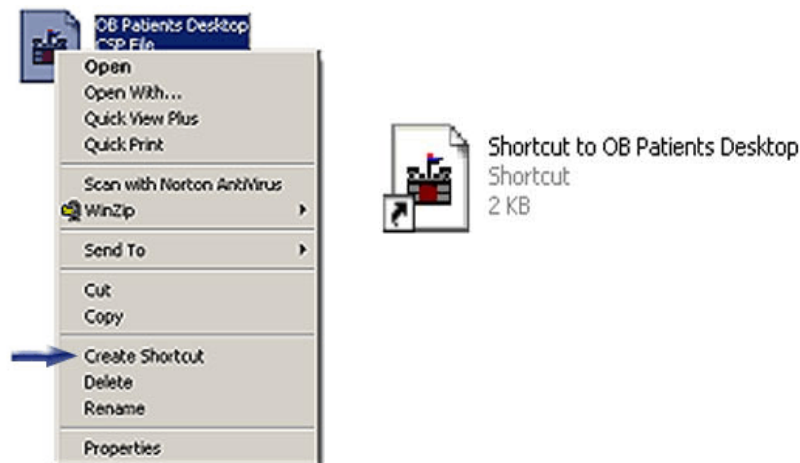 OB Patients Desktop
CSP File
Open
Open With...
Quick View Plus
Quick Print
Scan with Norton AntiVirus
WinZip
Send To
Cut
Copy
Create Shortcut
Delete
Rename
Properties
Shortcut to OB Patients Desktop
Shortcut
2 KB